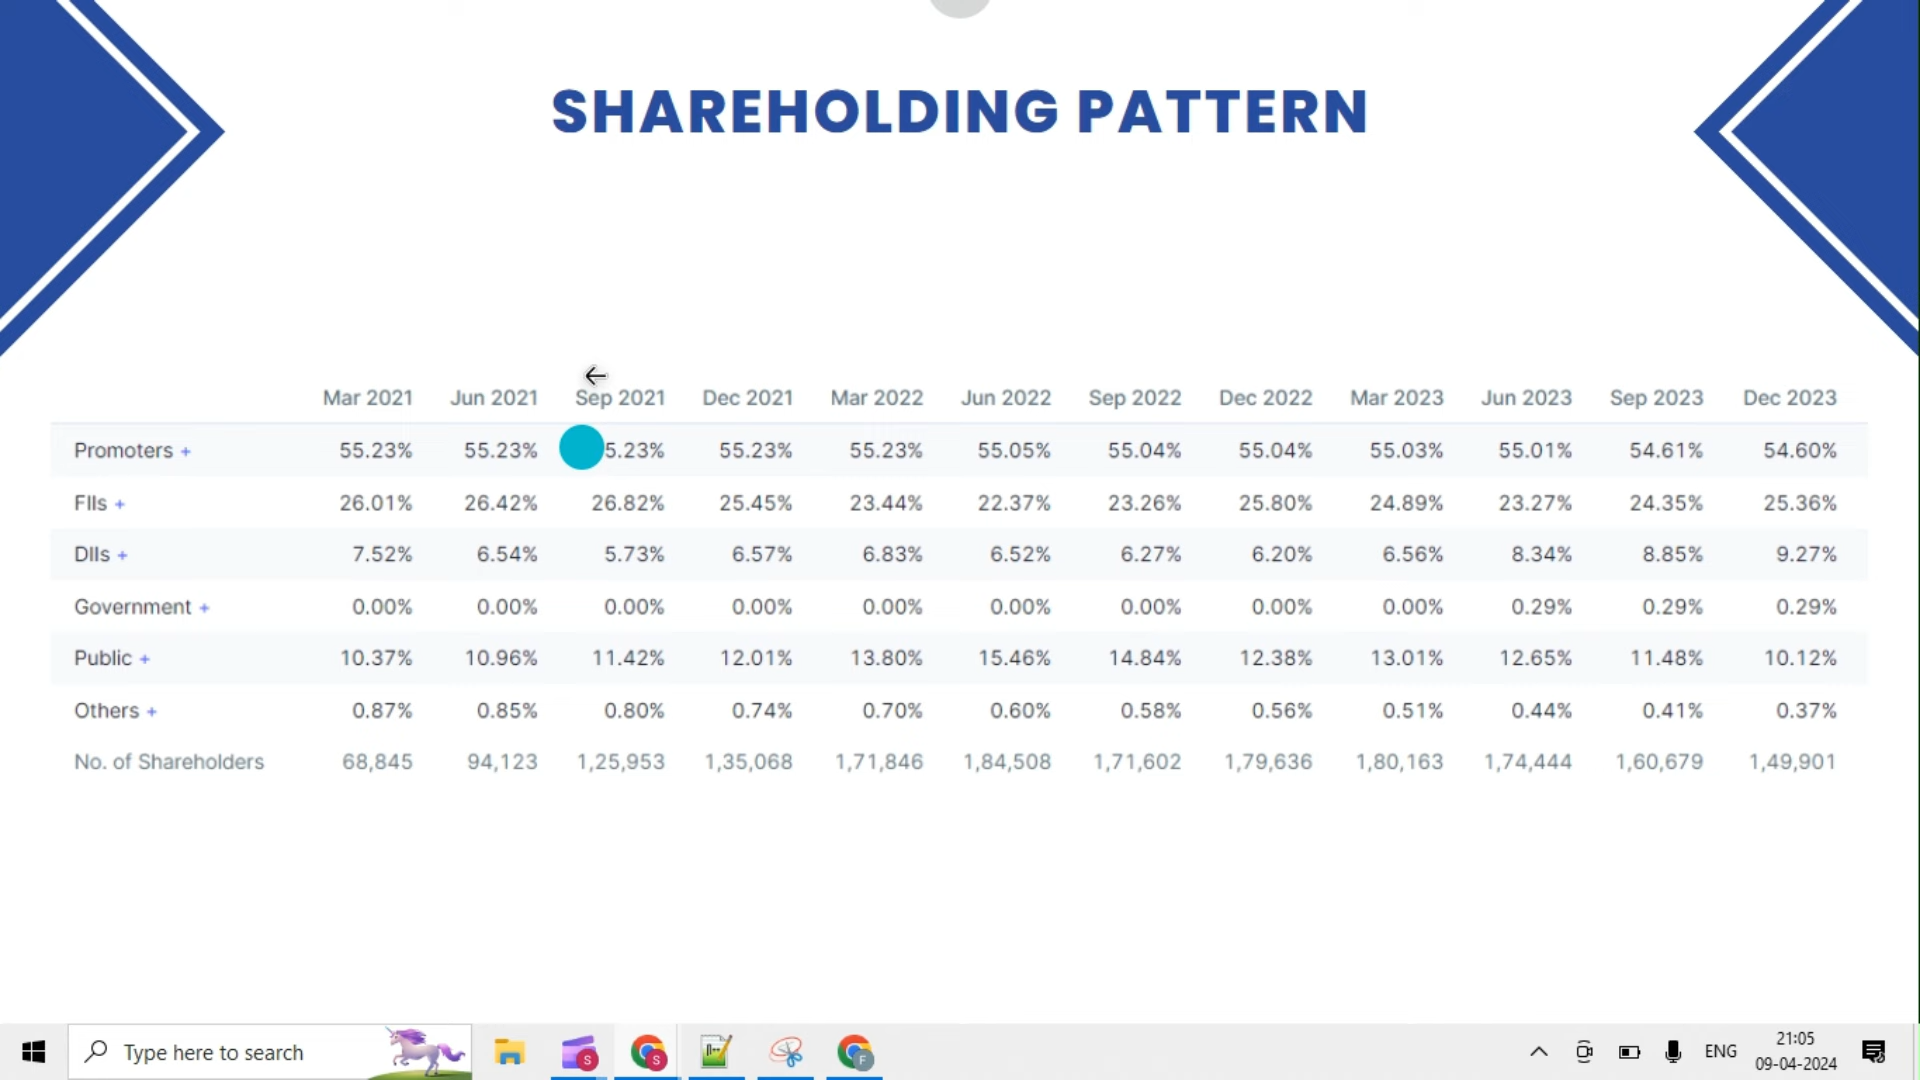 SHAREHOLDING PATTERN
Mar 2021 Jun 2021 Sep 2021 Dec 2021 Mar 2022 Jun 2022 Sep 2022 Dec 2022 Mar 2023 Jun 2023 Sep 2023 Dec 2023
Promoters + 55.23% 55.23% 5.23% 55.23% 55.23% 55.05% 55.04% 55.04% 55.03% 55.01% 54.61% 54.60%
FIIs + 26.01% 26.42% 26.82% 25.45% 23.44% 22.37% 23.26% 25.80% 24.89% 23.27% 24.35% 25.36%
DIIs + 7.52% 6.54% 5.73% 6.57% 6.83% 6.52% 6.27% 6.20% 6.56% 8.34% 8.85% 9.27%
Government + 0.00% 0.00% 0.00% 0.00% 0.00% 0.00% 0.00% 0.00% 0.00% 0.29% 0.29% 0.29%
Public + 10.37% 10.96% 11.42% 12.01% 13.80% 15.46% 14.84% 12.38% 13.01% 12.65% 11.48% 10.12%
Others + 0.87% 0.85% 0.80% 0.74% 0.70% 0.60% 0.58% 0.56% 0.51% 0.44% 0.41% 0.37%
No. of Shareholders 68,845 94,123 1,25,953 1,35,068 1,71,846 1,84,508 1,71,602 1,79,636 1,80,163 1,74,444 1,60,679 1,49,901
Type here to search
S
S
F
ENG
21:05
09-04-2024